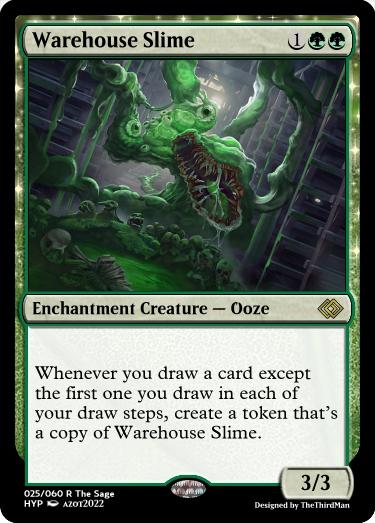 Warehouse Slime 1
Enchantment Creature — Ooze
Whenever you draw a card except
the first one you draw in each of
your draw steps, create a token that's
a copy of Warehouse Slime.
3/3
025/060 R The Sage
HYP AZOT2022
Designed by TheThirdMan